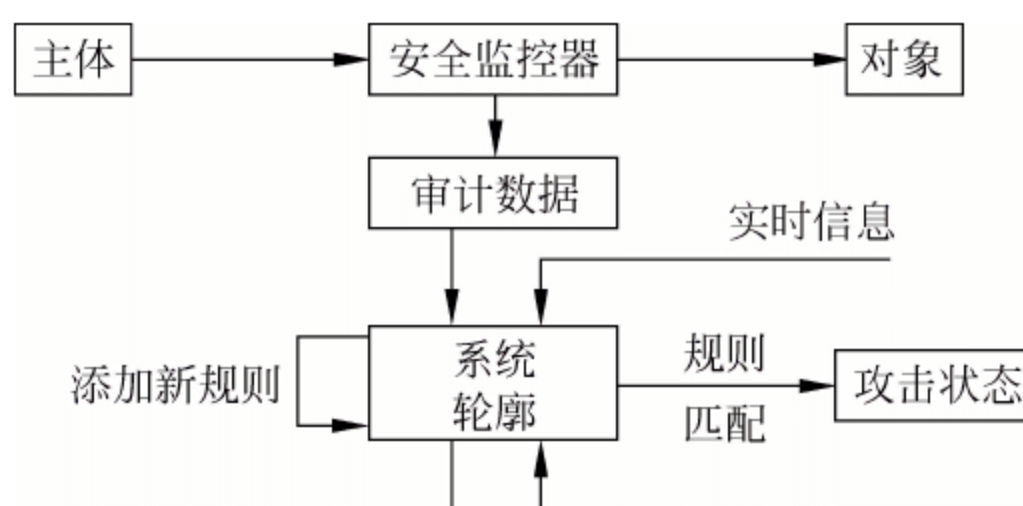 主体
安全监控器
对象
审计数据
实时信息
系统
轮廓
添加新规则
规则
匹配
攻击状态